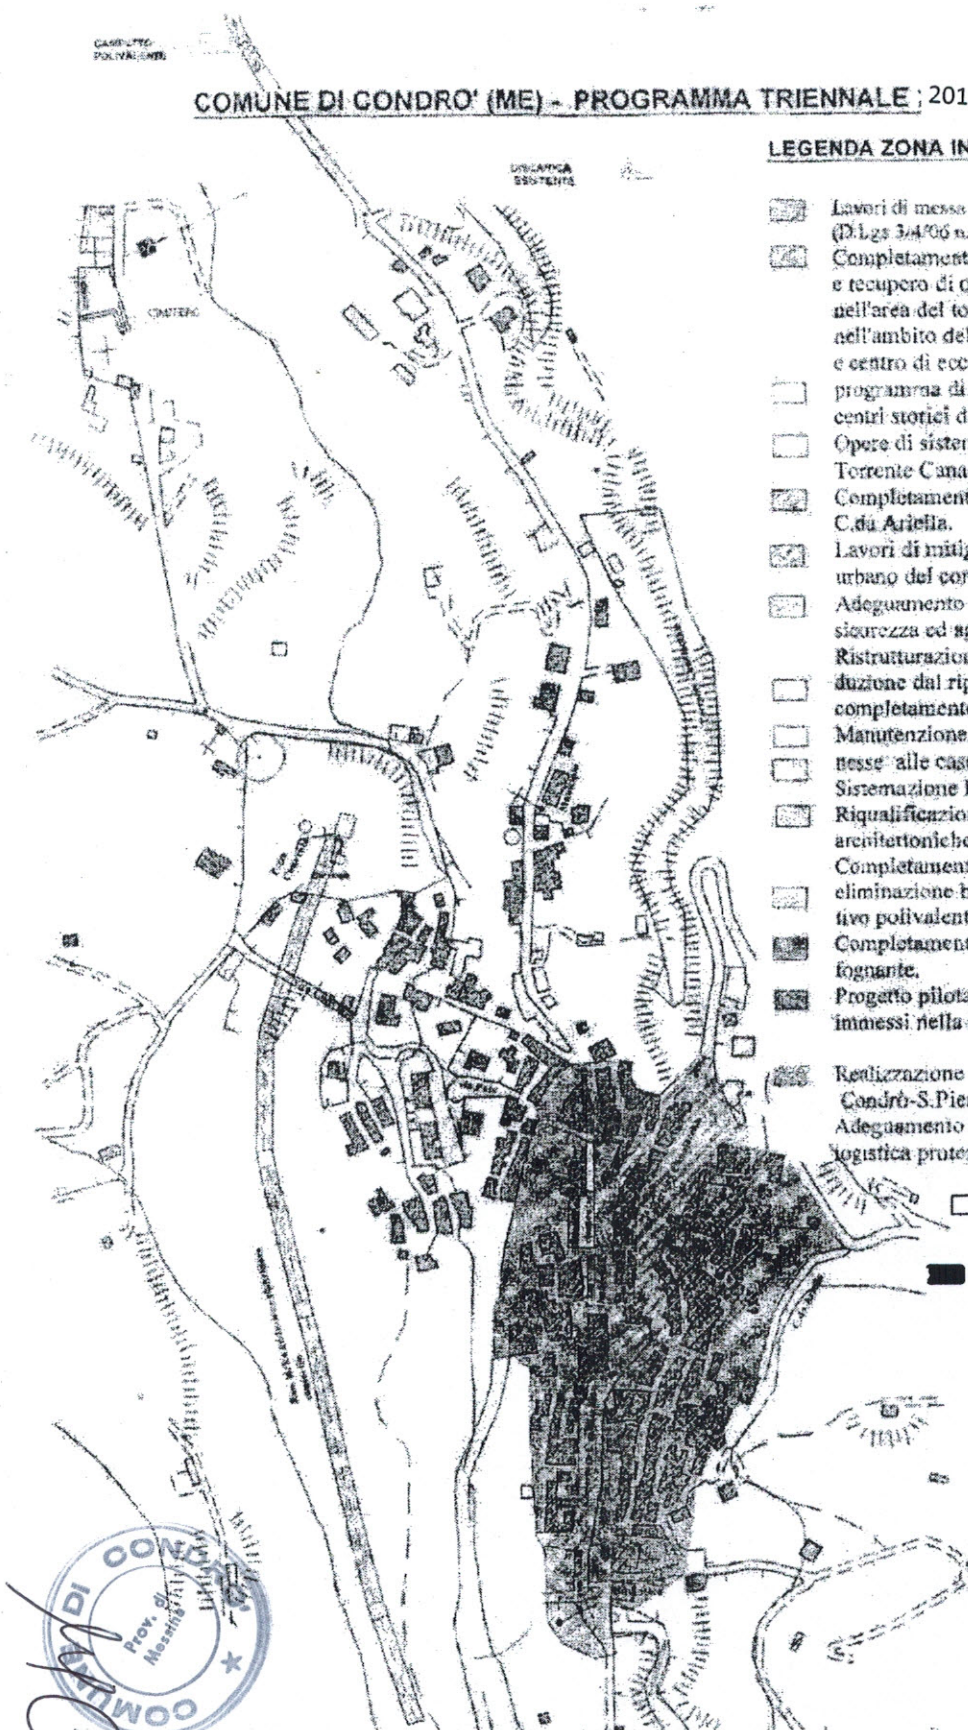 CAMPETTO
POLIVALENTE
COMUNE DI CONDRO' (ME) - PROGRAMMA TRIENNALE ; 201
DISCARICA
ESISTENTE
LEGENDA ZONA IN
Lavori di messa
(D.Lgs 3/4/06 n.
Completament
e recupero di
nell'area del to
nell'ambito del
e centro di ecc
programma di
centri storici d
Opere di sister
Torrente Cana
Completament
C.da Ariella.
Lavori di mitig
urbano del con
Adeguamento
sicurezza ed
Ristrutturazion
duzione dal rip
completamento
Manutenzione
nesse alle case
Sistemazione
Riqualificazion
architettoniche
Completament
eliminazione b
tivo polivalent
Completament
fognante.
Progetto pilota
immessi nella
Realizzazione
Condrò-S.Pier
Adeguamento
logistica protez
CIMITERO
COMUNE DI CONDRO'
Prov. di
Messina